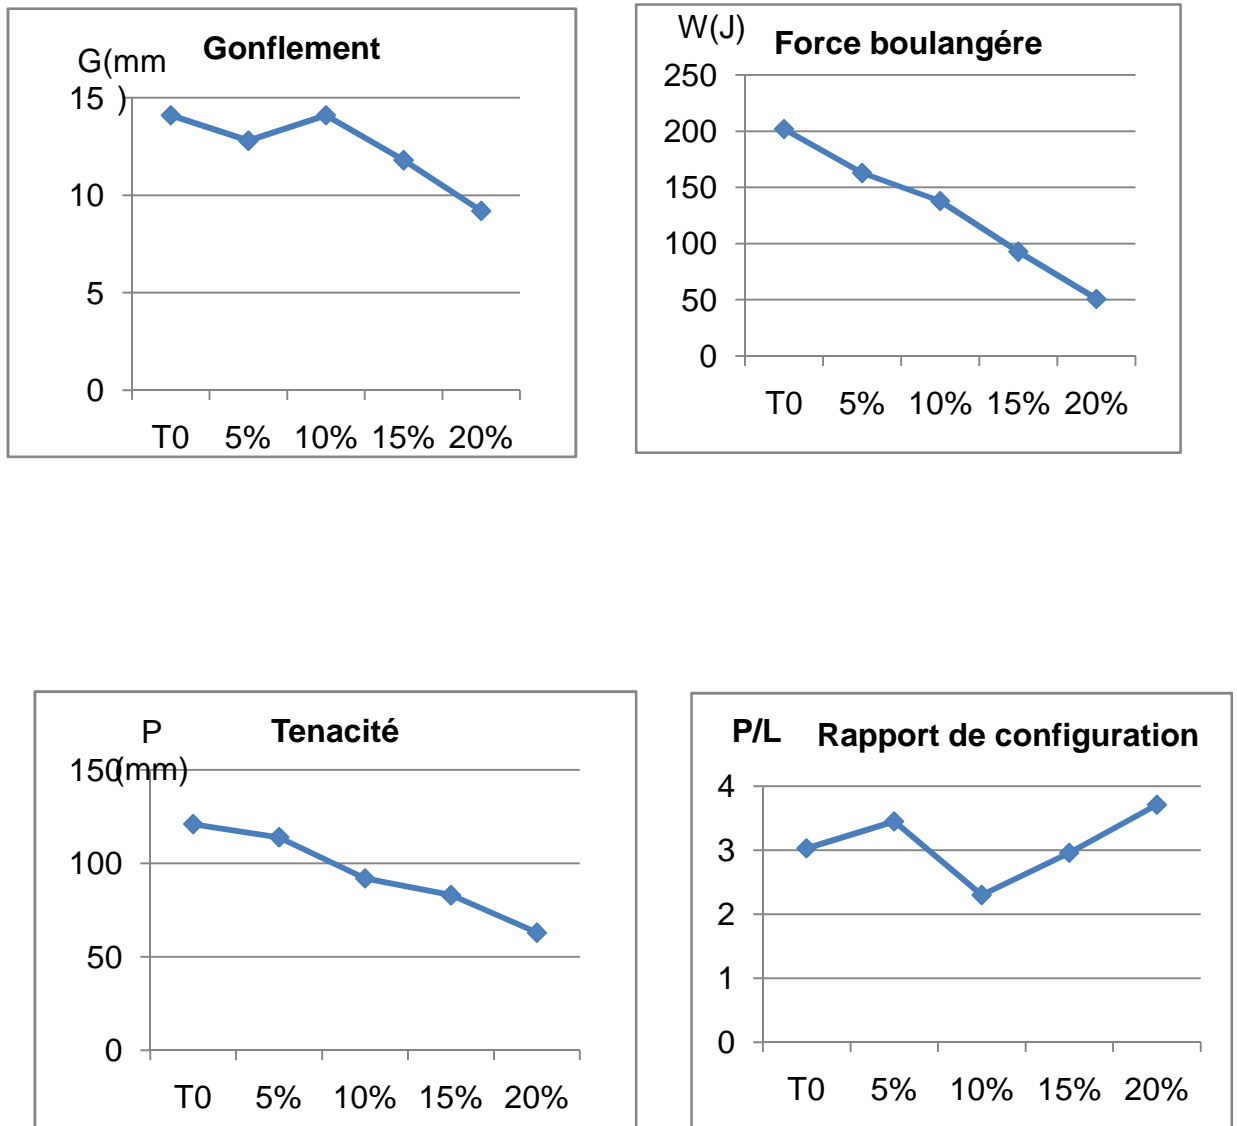 Gonflement
G(mm
)
15
10
5
0
T0 5% 10% 15% 20%
W(J)
Force boulangére
250
200
150
100
50
0
T0 5% 10% 15% 20%
P
(mm)
Tenacité
150
100
50
0
T0 5% 10% 15% 20%
P/L
Rapport de configuration
4
3
2
1
0
T0 5% 10% 15% 20%